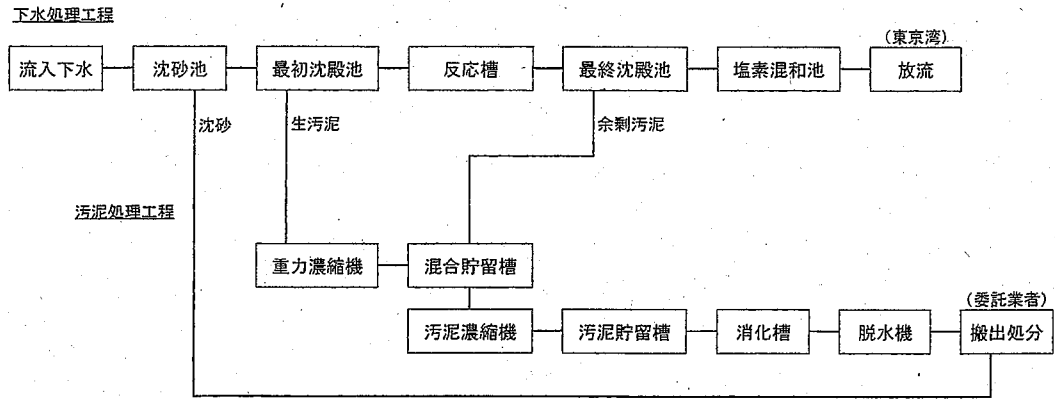 下水処理工程
(東京湾)
流入下水
沈砂池
最初沈殿池
反応槽
最終沈殿池
塩素混和池
放流
沈砂
生汚泥
余剰汚泥
汚泥処理工程
重力濃縮機
混合貯留槽
(委託業者)
汚泥濃縮機
汚泥貯留槽
消化槽
脱水機
搬出処分